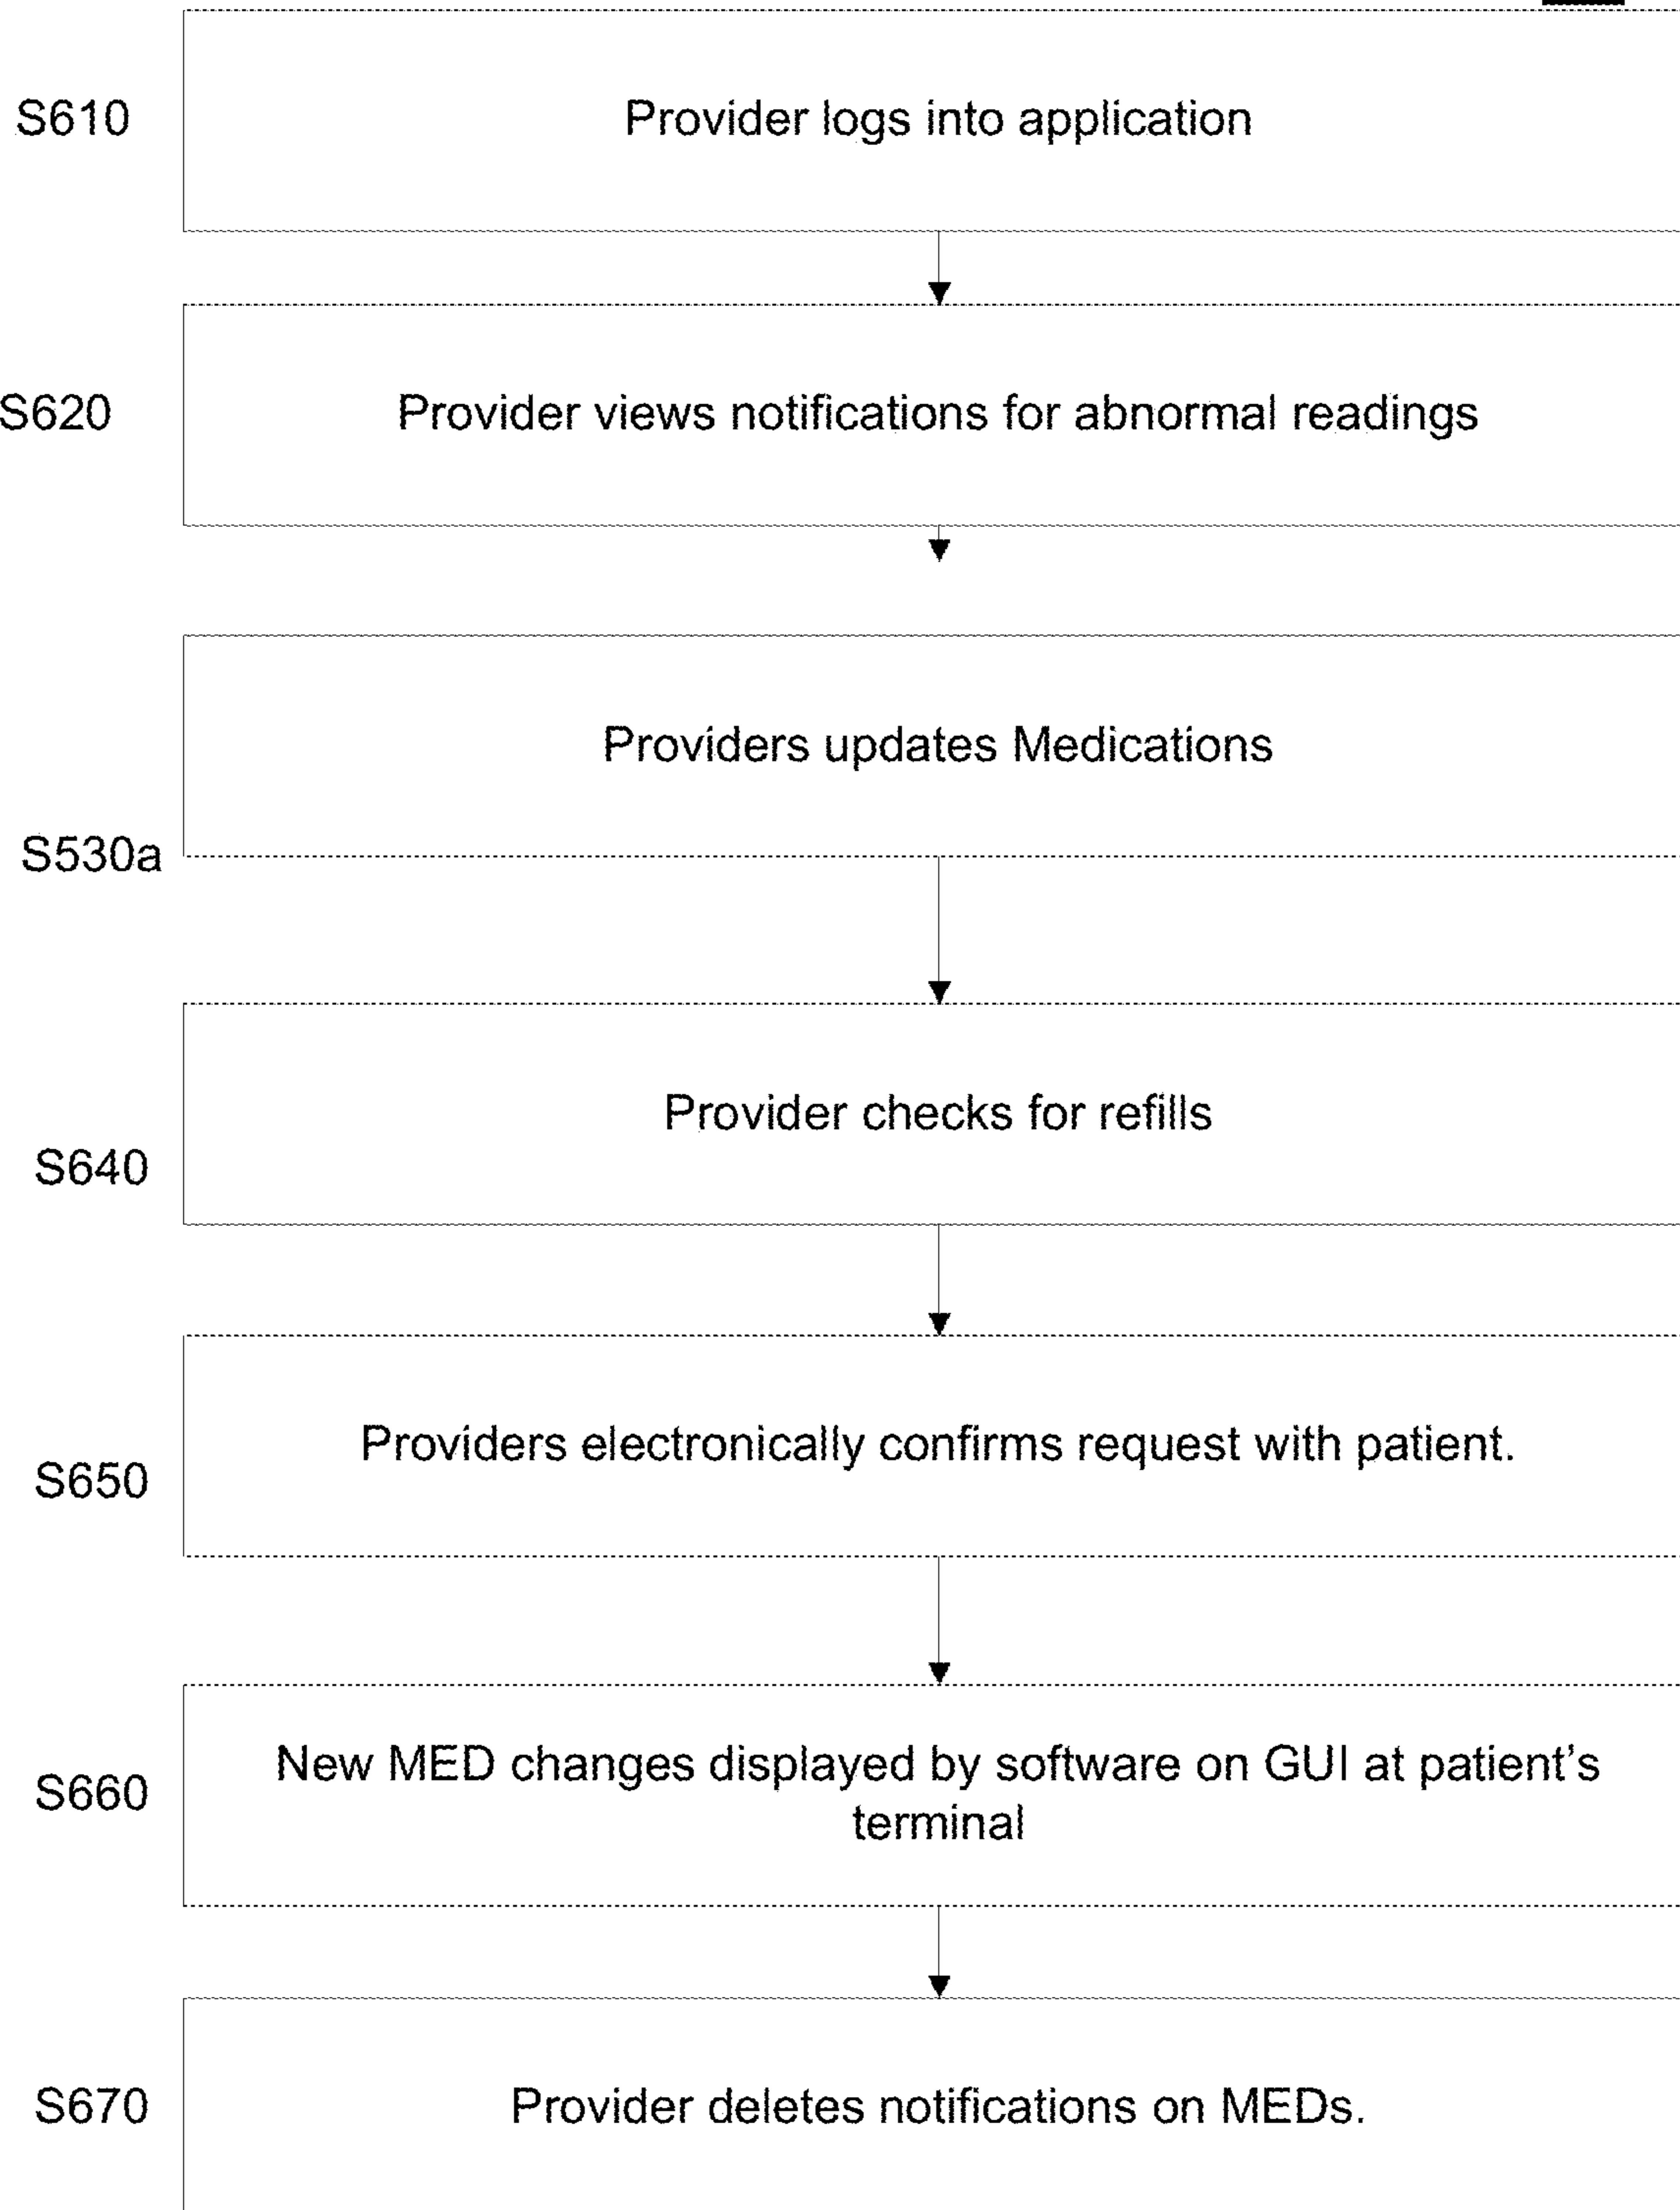 S610
Provider logs into application
S620
Provider views notifications for abnormal readings
Providers updates Medications
S530a
Provider checks for refills
S640
Providers electronically confirms request with patient.
S650
New MED changes displayed by software on GUI at patient's
terminal
S660
Provider deletes notifications on MEDs.
S670